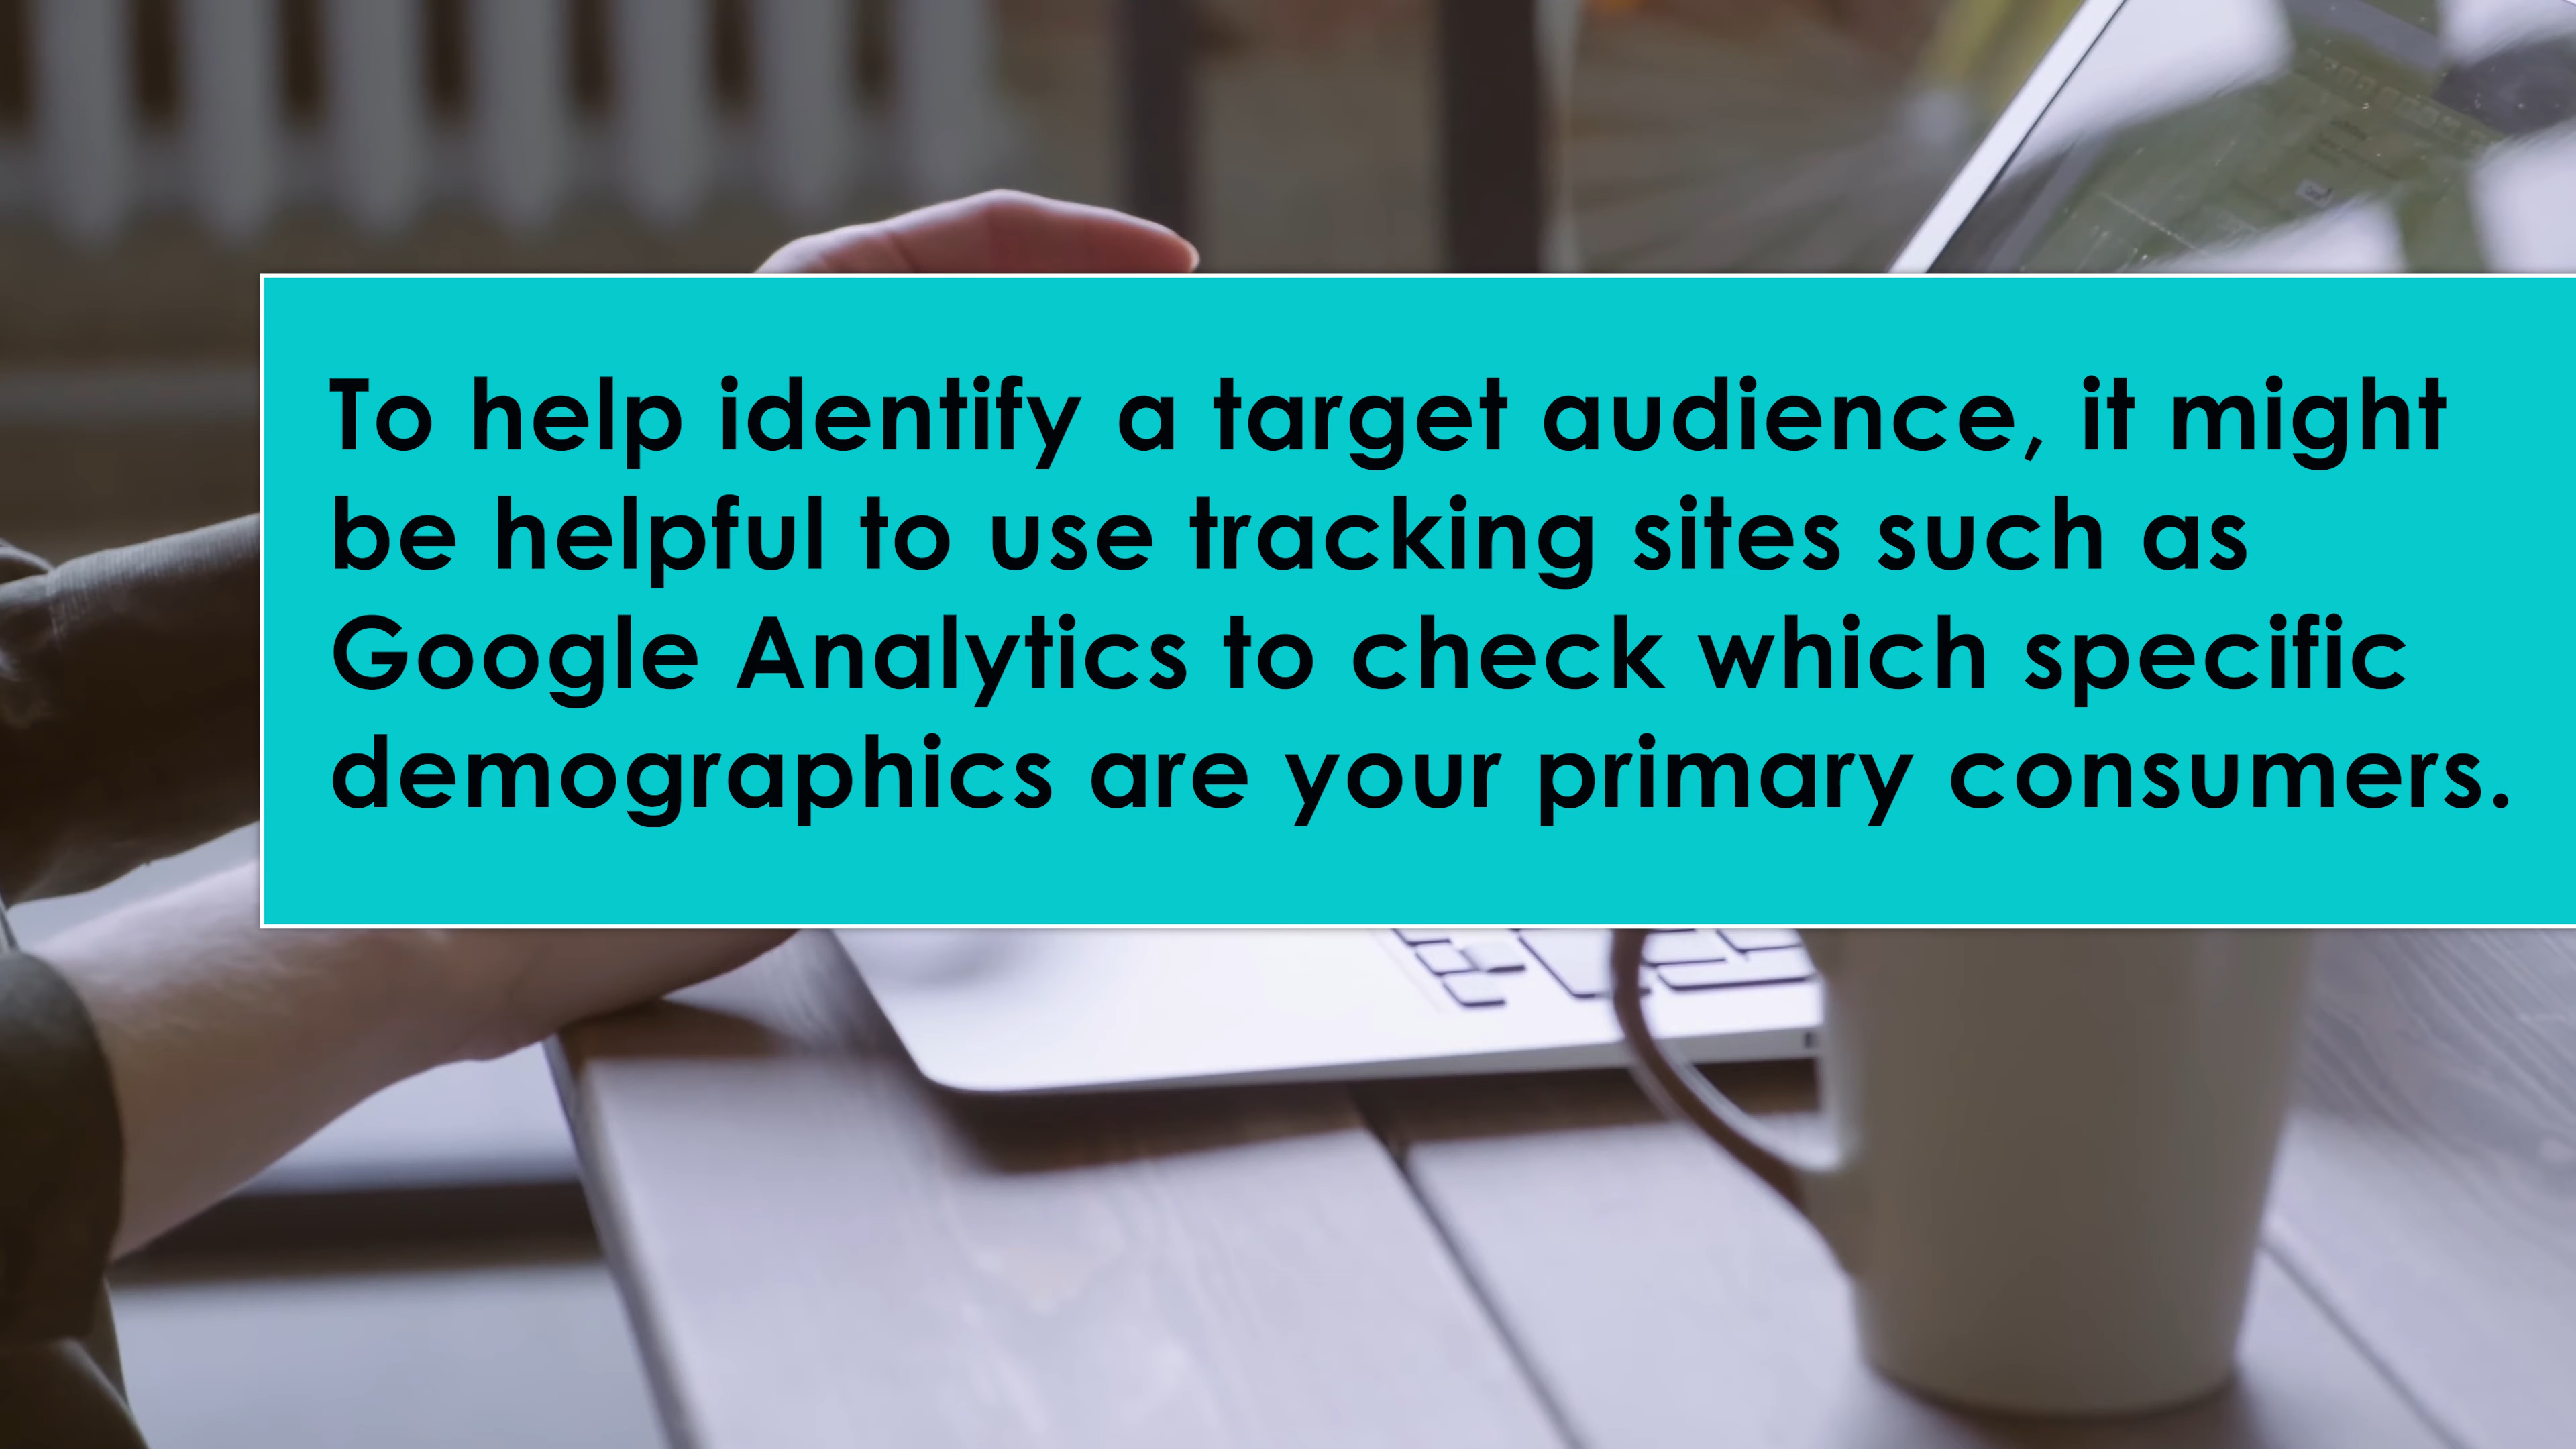 To help identify a target audience, it might
be helpful to use tracking sites such as
Google Analytics to check which specific
demographics are your primary consumers.